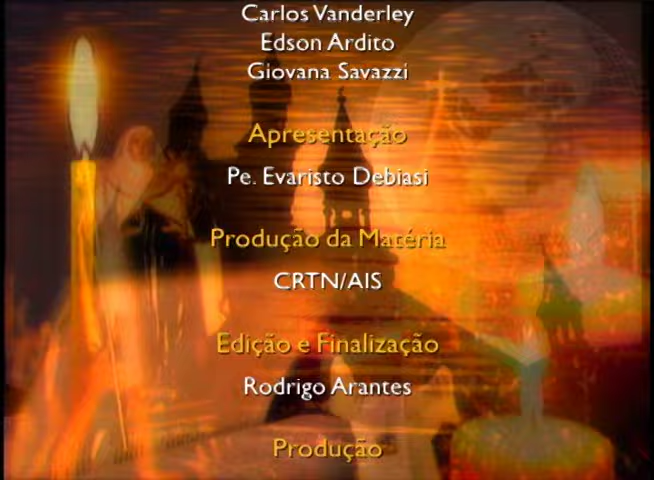 Carlos Vanderley
Edson Ardito
Giovana Savazzi
Apresentação
Pe. Evaristo Debiasi
Produção da Matéria
CRTN/AIS
Edição e Finalização
Rodrigo Arantes
Produção